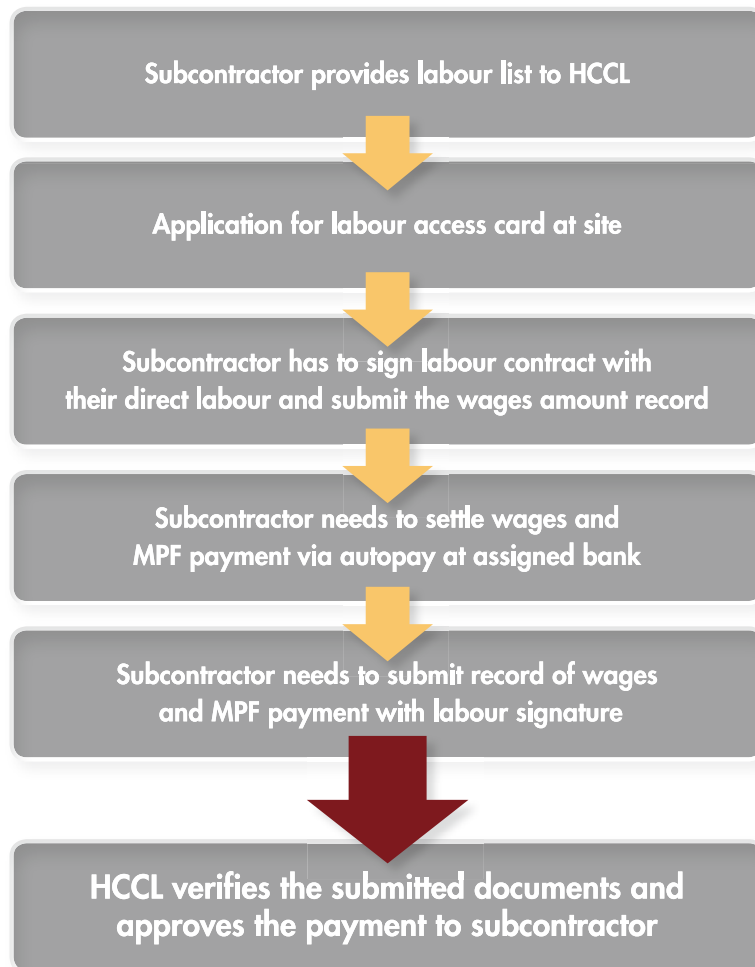 Subcontractor provides labour list to HCCL
Application for labour access card at site
Subcontractor has to sign labour contract with
their direct labour and submit the wages amount record
Subcontractor needs to settle wages and
MPF payment via autopay at assigned bank
Subcontractor needs to submit record of wages
and MPF payment with labour signature
HCCL verifies the submitted documents and
approves the payment to subcontractor